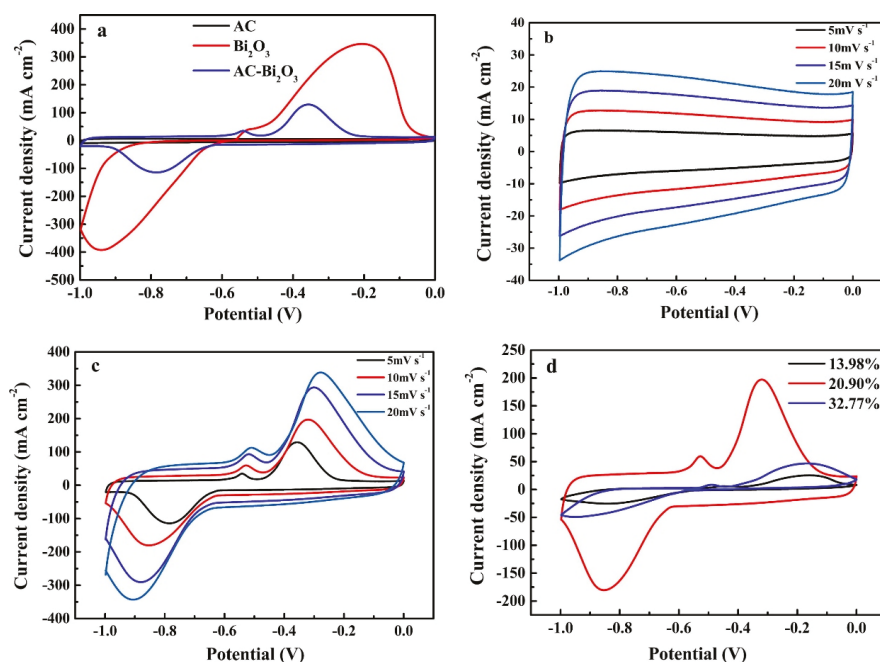 a
AC
Bi₂O₃
AC-Bi₂O₃
400
300
200
100
0
-100
-200
-300
-400
-500
-1.0 -0.8 -0.6 -0.4 -0.2 0.0
Potential (V)
Current density (mA cm⁻²)
b
5mV s⁻¹
10mV s⁻¹
15m V s⁻¹
20m V s⁻¹
40
30
20
10
0
10
20
30
40
-1.0 -0.8 -0.6 -0.4 -0.2 0.0
Potential (V)
Current density (mA cm⁻²)
c
5mV s⁻¹
10mV s⁻¹
15mV s⁻¹
20mV s⁻¹
400
300
200
100
0
-100
-200
-300
400
-1.0 -0.8 -0.6 -0.4 -0.2 0.0
Potential (V)
Current density (mA cm⁻²)
d
13.98%
20.90%
32.77%
250
200
150
100
50
0
-50
-100
-150
-200
-1.0 -0.8 -0.6 -0.4 -0.2 0.0
Potential (V)
Current density (mA cm⁻²)